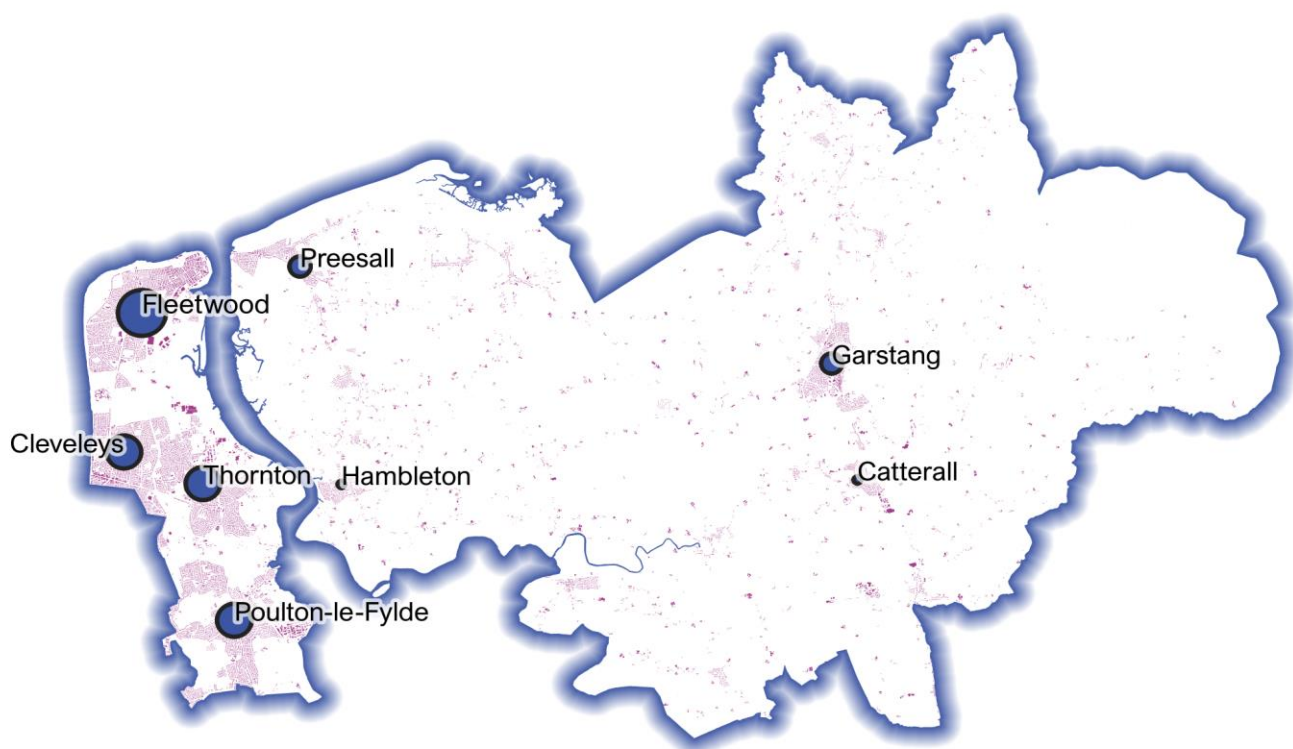 Preesall
Fleetwood
Garstang
Cleveleys
Thornton
Hambleton
Catterall
Poulton-le-Fylde